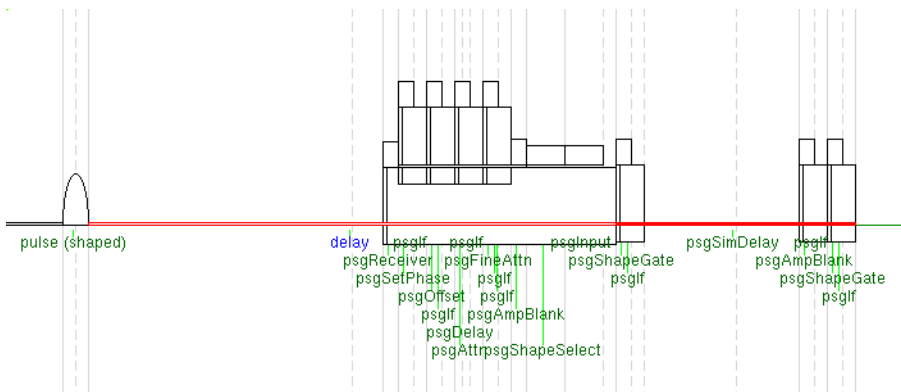 pulse (shaped) delay psgIf psgIf psgInput psgSimDelay psgIf
psgReceiver psgFineAttn psgShapeGate psgAmpBlank
psgSetPhase psgIf psgIf psgShapeGate
psgOffset psgIf psgIf
psgIf psgAmpBlank
psgDelay
psgAttn psgShapeSelect